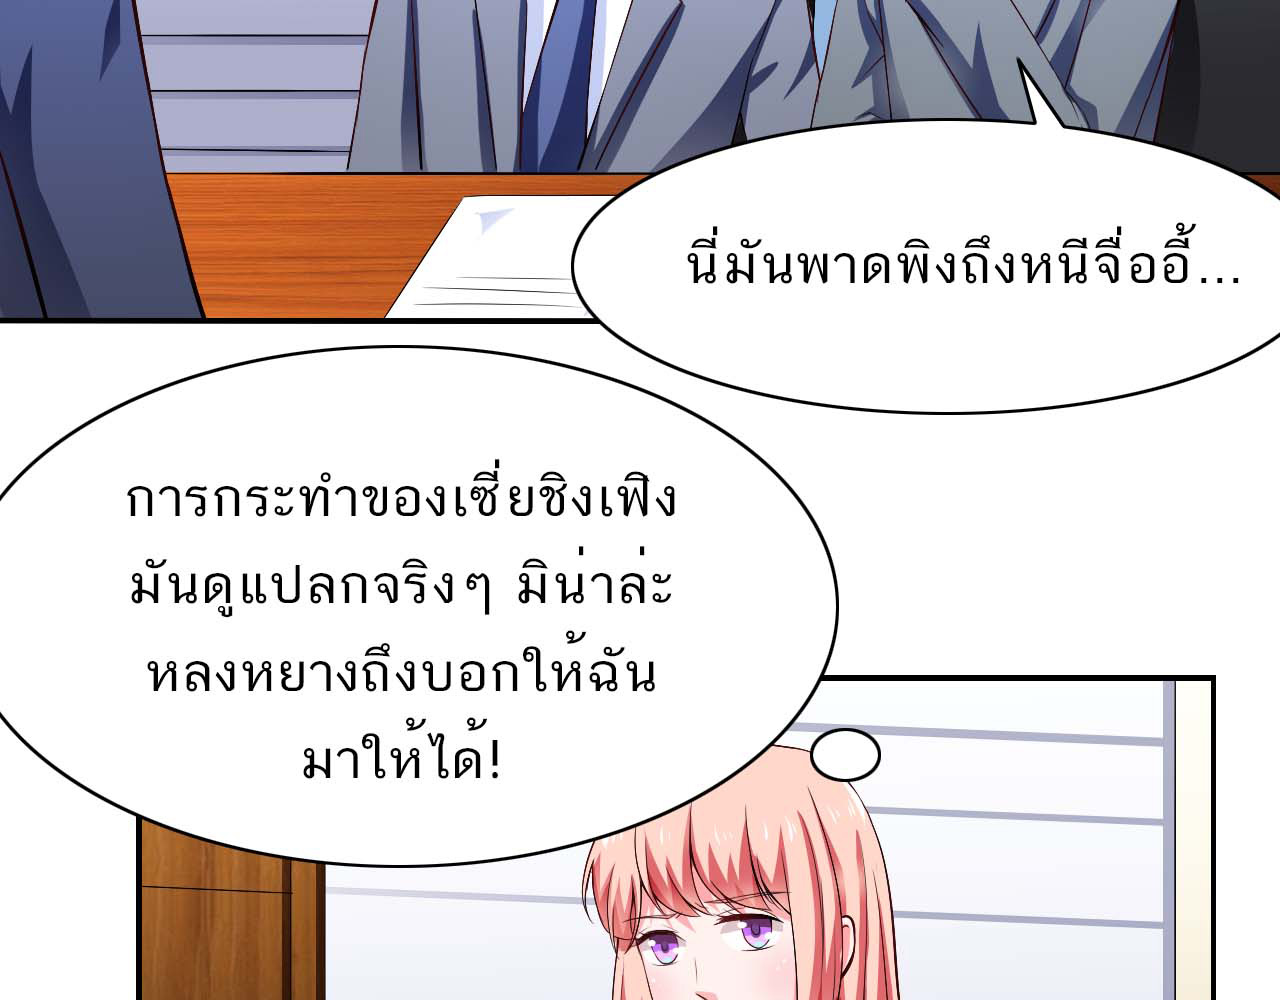 นี่มันพาดพิงถึงหนีจื่ออี้...
การกระทำของเซี่ยชิงเฟิง
มันดูแปลกจริงๆ มิน่าล่ะ
หลงหยางถึงบอกให้ฉัน
มาให้ได้!